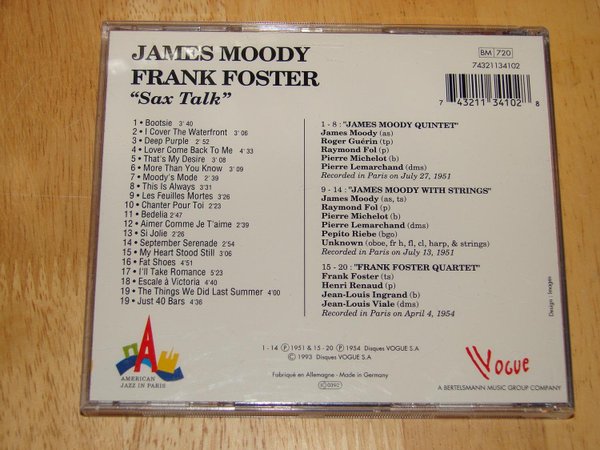 JAMES MOODY
FRANK FOSTER
"Sax Talk"
BM 720
74321134102
7 43211 34102 8
1 • Bootsie 3'40
2 • I Cover The Waterfront 3'06
3 • Deep Purple 4'45
4 • Lover Come Back To Me 4'33
5 • That's My Desire 3'08
6 • More Than You Know 3'09
7 • Moody's Mode 2'39
8 • This Is Always 3'31
9 • Les Feuilles Mortes 3'26
10 • Chanter Pour Toi 2'23
11 • Bedelia 2'47
12 • Aimer Comme Je T'aime 2'39
13 • Si Jolie 2'25
14 • September Serenade 2'54
15 • My Heart Stood Still 2'06
16 • Fat Shoes 4'31
17 • I'll Take Romance 3'23
18 • Escale à Victoria 4'40
19 • The Things We Did Last Summer 4'00
19 • Just 40 Bars 4'36
1 - 8 : "JAMES MOODY QUINTET"
James Moody (as)
Roger Guérin (tp)
Raymond Fol (p)
Pierre Michelot (b)
Pierre Lemarchand (dms)
Recorded in Paris on July 27, 1951
9 - 14 : "JAMES MOODY WITH STRINGS"
James Moody (as, ts)
Raymond Fol (p)
Pierre Michelot (b)
Pierre Lemarchand (dms)
Pepito Riebe (bgo)
Unknown (oboe, fr h, fl, cl, harp, & strings)
Recorded in Paris on July 13, 1951
15 - 20 : "FRANK FOSTER QUARTET"
Frank Foster (ts)
Henri Renaud (p)
Jean-Louis Ingrand (b)
Jean-Louis Viale (dms)
Recorded in Paris on April 4, 1954
Design : Images
AMERICAN
JAZZ IN PARIS
1 - 14 Ⓟ 1951 & 15 - 20 Ⓟ 1954 Disques VOGUE S.A
© 1993 Disques VOGUE S.A
Fabriqué en Allemagne - Made in Germany
VOGUE
A BERTELSMANN MUSIC GROUP COMPANY